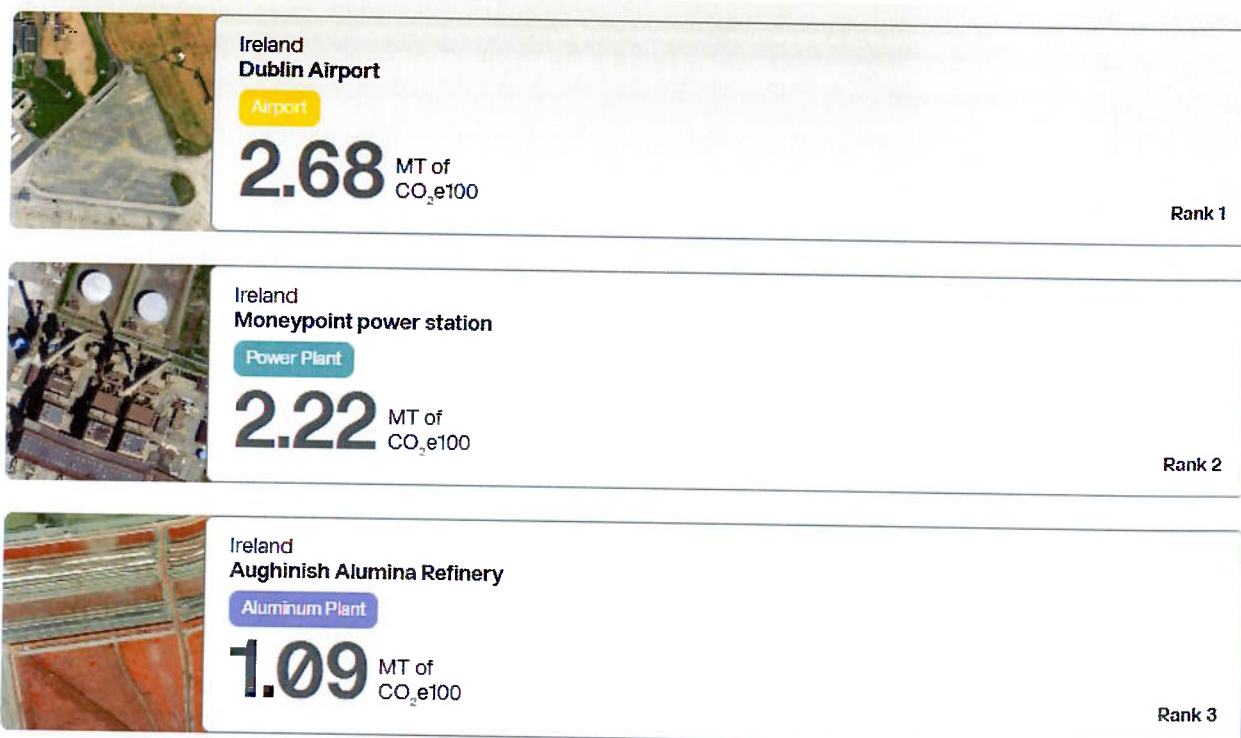 Ireland
Dublin Airport
Airport
2.68 MT of
CO₂e100
Rank 1
Ireland
Moneypoint power station
Power Plant
2.22 MT of
CO₂e100
Rank 2
Ireland
Aughinish Alumina Refinery
Aluminum Plant
1.09 MT of
CO₂e100
Rank 3